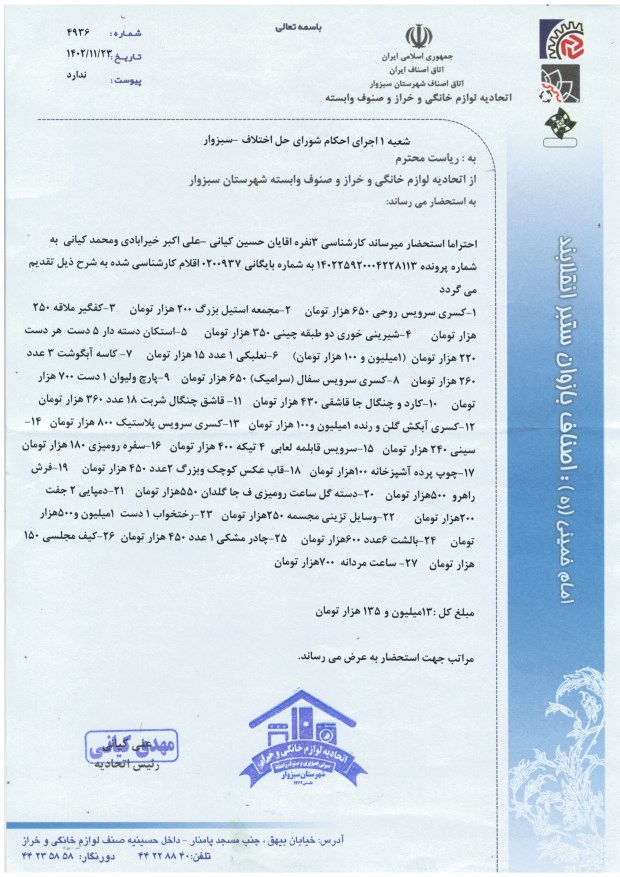 باسمه تعالی
جمهوری اسلامی ایران
اتاق اصناف ایران
اتاق اصناف شهرستان سبزوار
اتحادیه لوازم خانگی و خراز و صنوف وابسته
شماره : ۴۹۳۶
تاریخ: ۱۴۰۲/۱۱/۲۳
پیوست: ندارد
شعبه ۱ اجرای احکام شورای حل اختلاف -سبزوار
به : ریاست محترم
از اتحادیه لوازم خانگی و خراز و صنوف وابسته شهرستان سبزوار
به استحضار می رساند:
احتراما استحضار میرساند کارشناسی ۳نفره اقایان حسین کیانی -علی اکبر خیرابادی ومحمد کیانی به
شماره پرونده ۱۴۰۲۲۵۹۲۰۰۰۴۲۲۸۱۱۳ به شماره بایگانی ۰۲۰۰۹۳۷ اقلام کارشناسی شده به شرح ذیل تقدیم
می گردد
۱-کسری سرویس روحی ۶۵۰ هزار تومان ۲-مجمعه استیل بزرگ ۲۰۰ هزار تومان ۳-کفگیر ملاقه ۲۵۰
هزار تومان ۴-شیرینی خوری دو طبقه چینی ۳۵۰ هزار تومان ۵-استکان دسته دار ۵ دست هر دست
۲۲۰ هزار تومان (۱میلیون و ۱۰۰ هزار تومان) ۶-نعلبکی ۱ عدد ۱۵ هزار تومان ۷- کاسه آبگوشت ۳ عدد
۲۶۰ هزار تومان ۸-کسری سرویس سفال (سرامیک) ۶۵۰ هزار تومان ۹-پارچ ولیوان ۱ دست ۷۰۰ هزار
تومان ۱۰-کارد و چنگال جا قاشقی ۴۳۰ هزار تومان ۱۱- قاشق چنگال شربت ۱۸ عدد ۳۶۰ هزار تومان
۱۲-کسری آبکش گلن و رنده ۱میلیون و۱۰۰ هزار تومان ۱۳-کسری سرویس پلاستیک ۸۰۰ هزار تومان ۱۴-
سینی ۲۴۰ هزار تومان ۱۵-سرویس قابلمه لعابی ۴ تیکه ۴۰۰ هزار تومان ۱۶-سفره رومیزی ۱۸۰ هزار تومان
۱۷-چوپ پرده آشپزخانه ۱۰۰هزار تومان ۱۸-قاب عکس کوچک وبزرگ ۲عدد ۴۵۰ هزار تومان ۱۹-فرش
راهرو ۵۰۰هزار تومان ۲۰-دسته گل ساعت رومیزی ف جا گلدان ۵۵۰هزار تومان ۲۱-دمپایی ۲ جفت
۲۰۰هزار تومان ۲۲-وسایل تزینی مجسمه ۲۵۰هزار تومان ۲۳-رختخواب ۱ دست ۱میلیون و۵۰۰هزار
تومان ۲۴-بالشت ۶عدد ۶۰۰هزار تومان ۲۵-چادر مشکی ۱ عدد ۴۵۰ هزار تومان ۲۶-کیف مجلسی ۱۵۰
هزار تومان ۲۷- ساعت مردانه ۷۰۰هزار تومان
مبلغ کل :۱۳میلیون و ۱۳۵ هزار تومان
مراتب جهت استحضار به عرض می رساند.
مهدی کیانی
علی کیانی
رئیس اتحادیه
اتحادیه لوازم خانگی و خرازی
صوتی تصویری و صنوف وابسته
شهرستان سبزوار
امام خمینی (ره) : اصناف بازوان ستبر انقلابند
آدرس: خیابان بیهق ، جنب مسجد پامنار - داخل حسینیه صنف لوازم خانگی و خراز
تلفن: ۴۰ ۸۸ ۲۲ ۴۴ دورنگار: ۵۸ ۵۸ ۲۳ ۴۴